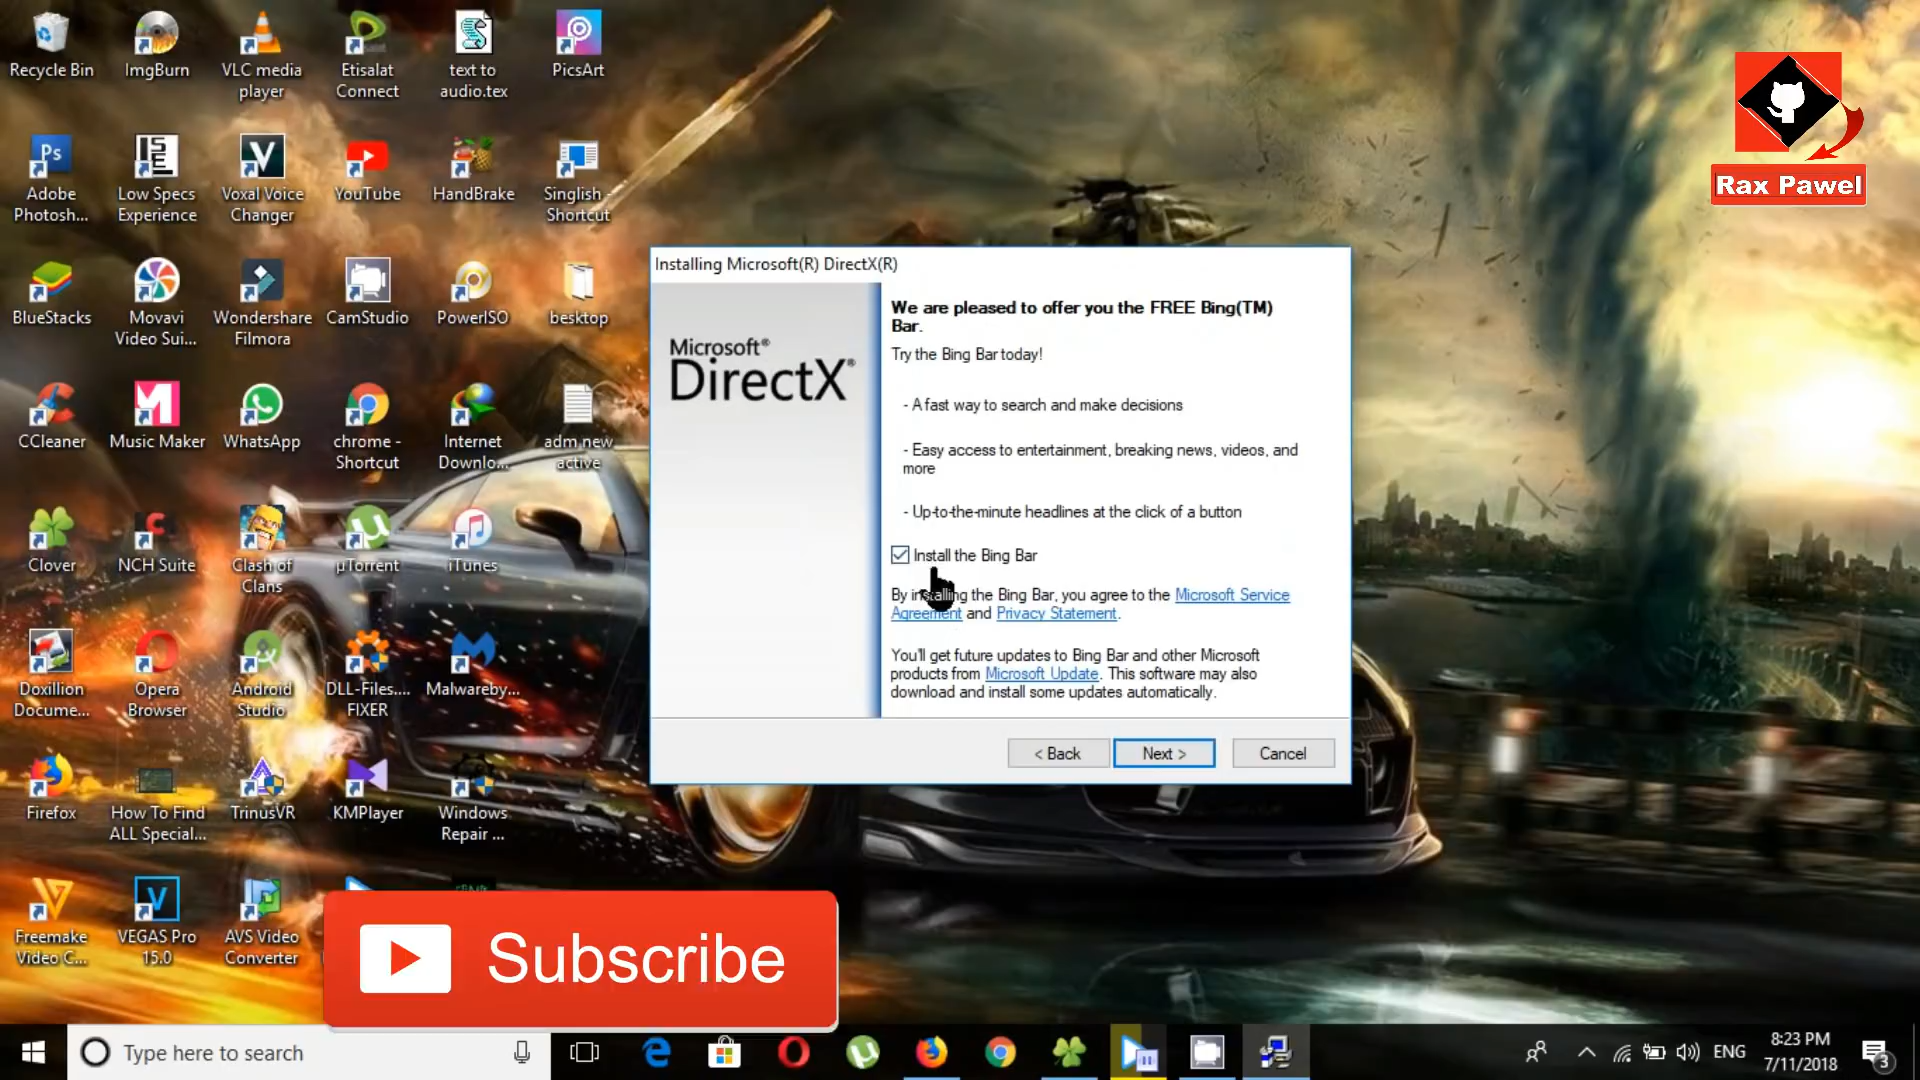 Recycle Bin
ImgBurn
VLC media
player
Etisalat
Connect
text to
audio.tex
PicsArt
Rax Pawel
Ps
Adobe
Photosh...
Low Specs
Experience
Voxal Voice
Changer
YouTube
HandBrake
Singlish -
Shortcut
BlueStacks
Movavi
Video Sui...
Wondershare
Filmora
CamStudio
PowerISO
besktop
CCleaner
Music Maker
WhatsApp
chrome -
Shortcut
Internet
Downlo...
adm new
active
Clover
NCH Suite
Clash of
Clans
µTorrent
iTunes
Doxillion
Docume...
Opera
Browser
Android
Studio
DLL-Files....
FIXER
Malwareby...
Firefox
How To Find
ALL Special...
TrinusVR
KMPlayer
Windows
Repair ...
Freemake
Video C...
VEGAS Pro
15.0
AVS Video
Converter
Installing Microsoft(R) DirectX(R)
Microsoft®
DirectX®
We are pleased to offer you the FREE Bing(TM)
Bar.
Try the Bing Bar today!
- A fast way to search and make decisions
- Easy access to entertainment, breaking news, videos, and
more
- Up-to-the-minute headlines at the click of a button
Install the Bing Bar
By installing the Bing Bar, you agree to the Microsoft Service
Agreement and Privacy Statement.
You'll get future updates to Bing Bar and other Microsoft
products from Microsoft Update. This software may also
download and install some updates automatically.
< Back
Next >
Cancel
Subscribe
Type here to search
ENG
8:23 PM
7/11/2018
3